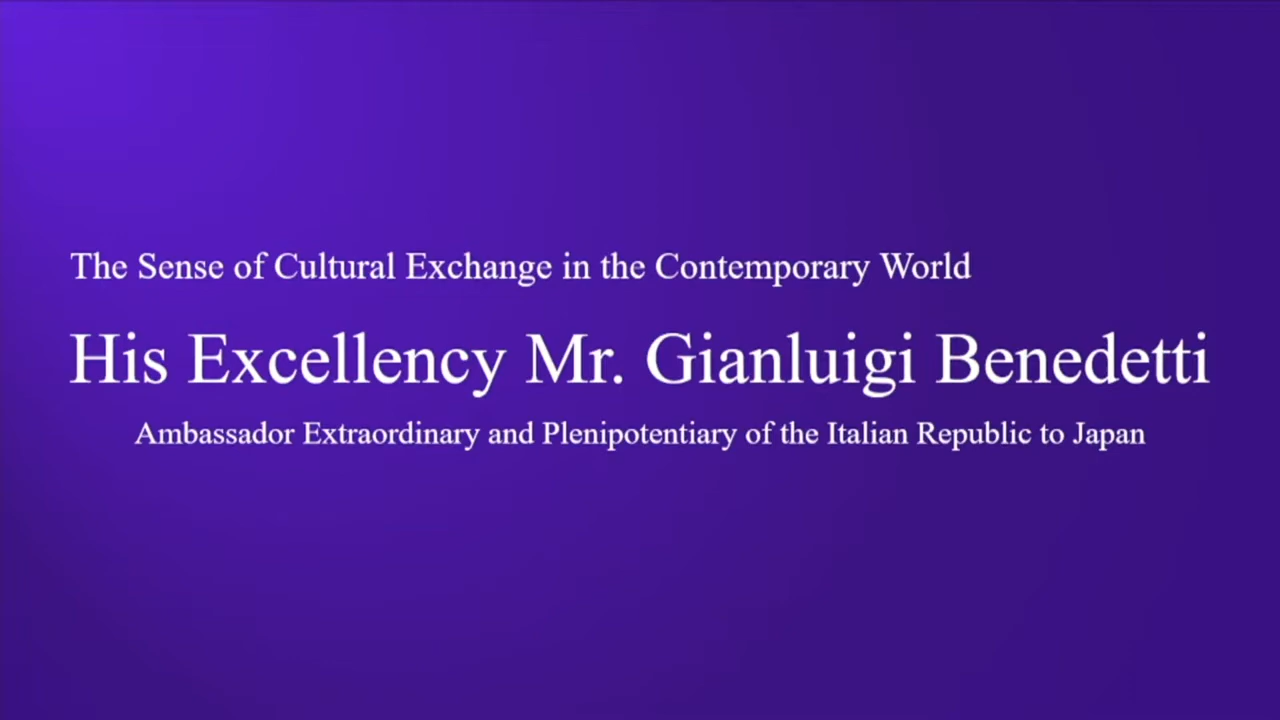 The Sense of Cultural Exchange in the Contemporary World
His Excellency Mr. Gianluigi Benedetti
Ambassador Extraordinary and Plenipotentiary of the Italian Republic to Japan